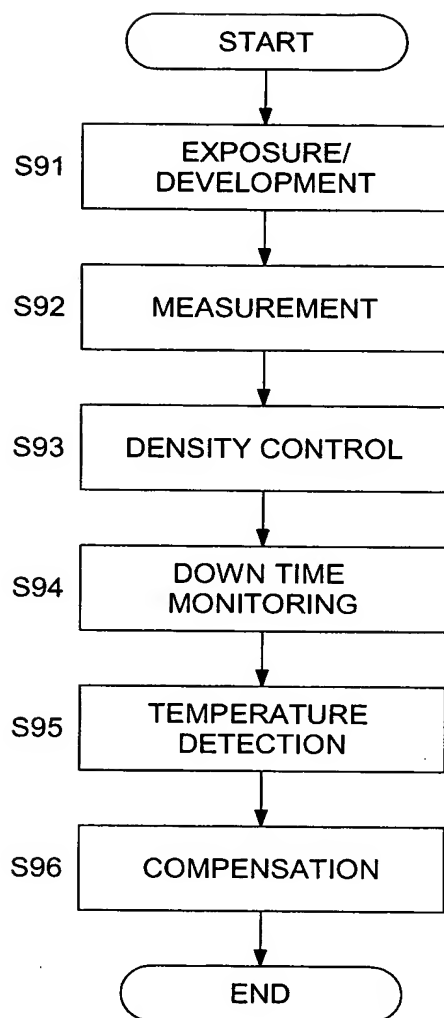 START
S91
EXPOSURE/
DEVELOPMENT
S92
MEASUREMENT
S93
DENSITY CONTROL
S94
DOWN TIME
MONITORING
S95
TEMPERATURE
DETECTION
S96
COMPENSATION
END